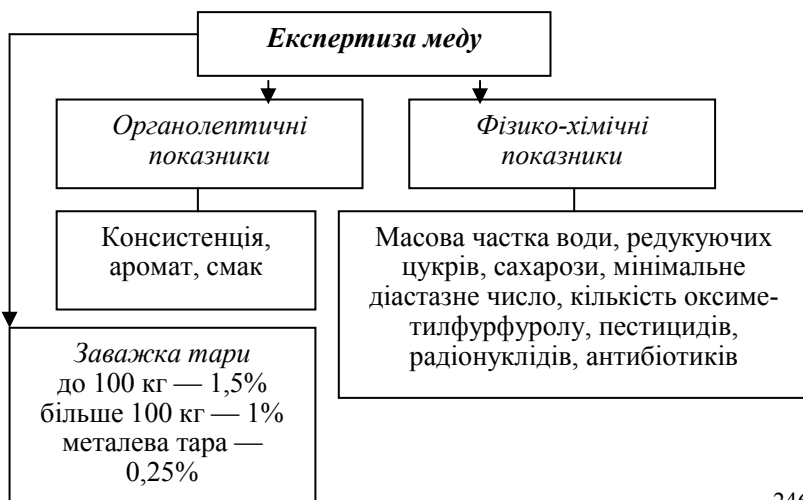 Експертиза меду
Органолептичні
показники
Фізико-хімічні
показники
Консистенція,
аромат, смак
Масова частка води, редукуючих
цукрів, сахарози, мінімальне
діастазне число, кількість оксиме-
тилфурфуролу, пестицидів,
радіонуклідів, антибіотиків
Заважка тари
до 100 кг — 1,5%
більше 100 кг — 1%
металева тара —
0,25%
246